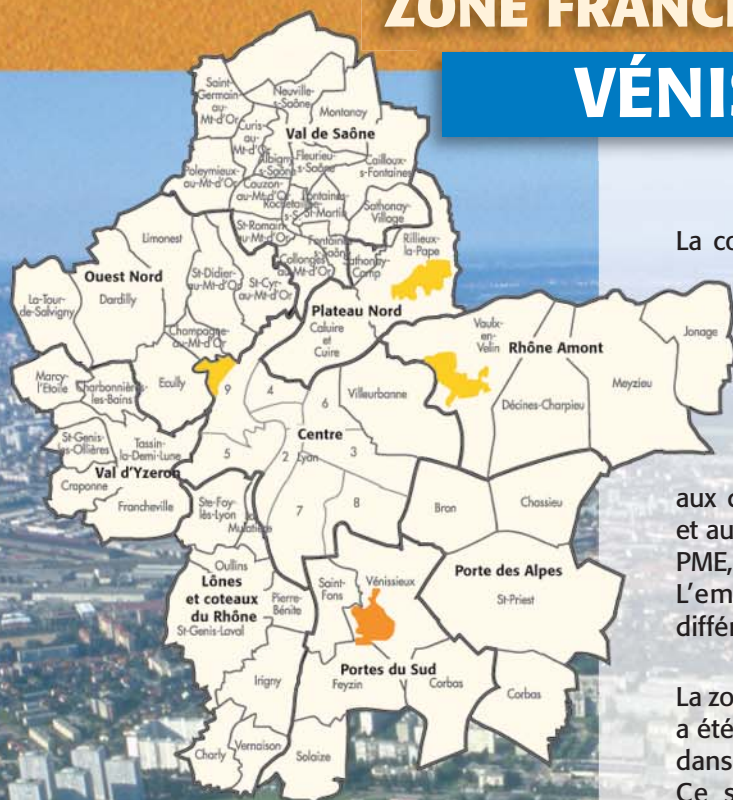 ZONE FRANC
VÉNIS
Saint-
Germain-
au-
Mt-d'Or
Neuville-
s-Saône
Montanay
Curis-
au-
Mt-d'Or
Val de Saône
Albigny-
s-Saône
Fleurieu-
s-Saône
Cailloux-
s-Fontaines
Poleymieux-
au-Mt-d'Or
Couzon-
au-Mt-d'Or
Rochetaillée-
s-S.
Fontaines-
St-Martin
Sathonay-
Village
St-Romain-
au-Mt-d'Or
Fontaines-
s-Saône
Rillieux-
la-Pape
Limonest
Collonges-
au-Mt-d'Or
Sathonay-
Camp
Ouest Nord
Dardilly
St-Didier-
au-Mt-d'Or
St-Cyr-
au-Mt-d'Or
La-Tour-
de-Salvigny
Plateau Nord
Caluire
et
Cuire
Champagne-
au-Mt-d'Or
Vaulx-
en-
Velin
Rhône Amont
Jonage
Meyzieu
Décines-Charpieu
Marcy-
l'Etoile
Charbonnières-
les-Bains
Ecully
9
4
6
Villeurbanne
Centre
St-Genis-
les-Ollières
Tassin-
la-Demi-Lune
5
2
Lyon
3
Val d'Yzeron
Craponne
Francheville
Ste-Foy-
lès-Lyon
La
Mulatière
7
8
Bron
Chassieu
Oullins
Lônes
et coteaux
du Rhône
St-Genis-Laval
Pierre-
Bénite
Saint-
Fons
Vénissieux
Porte des Alpes
St-Priest
Portes du Sud
Feyzin
Corbas
Corbas
Irigny
Charly
Vernaison
Solaize
La co
aux c
et au
PME,
L'em
différ
La zo
a été
dans
Ce s